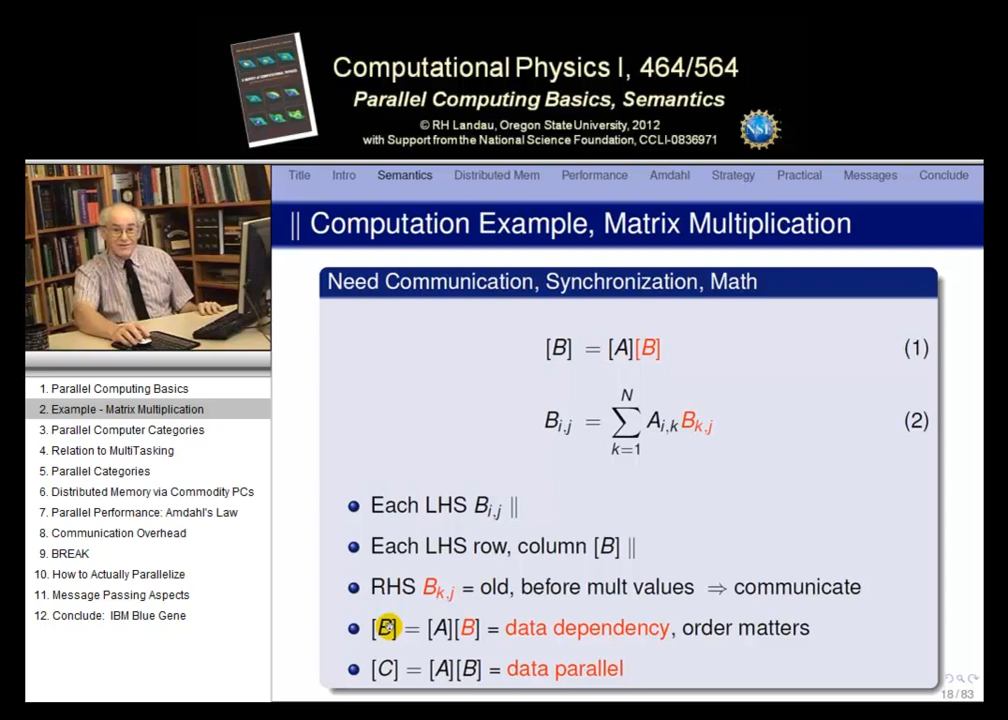 Computational Physics I, 464/564
Parallel Computing Basics, Semantics
© RH Landau, Oregon State University, 2012
with Support from the National Science Foundation, CCLI-0836971
NSF
Title Intro Semantics Distributed Mem Performance Amdahl Strategy Practical Messages Conclude
|| Computation Example, Matrix Multiplication
Need Communication, Synchronization, Math
[B] = [A][B] (1)
B_{i,j} = \sum_{k=1}^{N} A_{i,k} B_{k,j} (2)
• Each LHS B_{i,j} ||
• Each LHS row, column [B] ||
• RHS B_{k,j} = old, before mult values ⇒ communicate
• [B] = [A][B] = data dependency, order matters
• [C] = [A][B] = data parallel
18 / 83
1. Parallel Computing Basics
2. Example - Matrix Multiplication
3. Parallel Computer Categories
4. Relation to MultiTasking
5. Parallel Categories
6. Distributed Memory via Commodity PCs
7. Parallel Performance: Amdahl's Law
8. Communication Overhead
9. BREAK
10. How to Actually Parallelize
11. Message Passing Aspects
12. Conclude: IBM Blue Gene